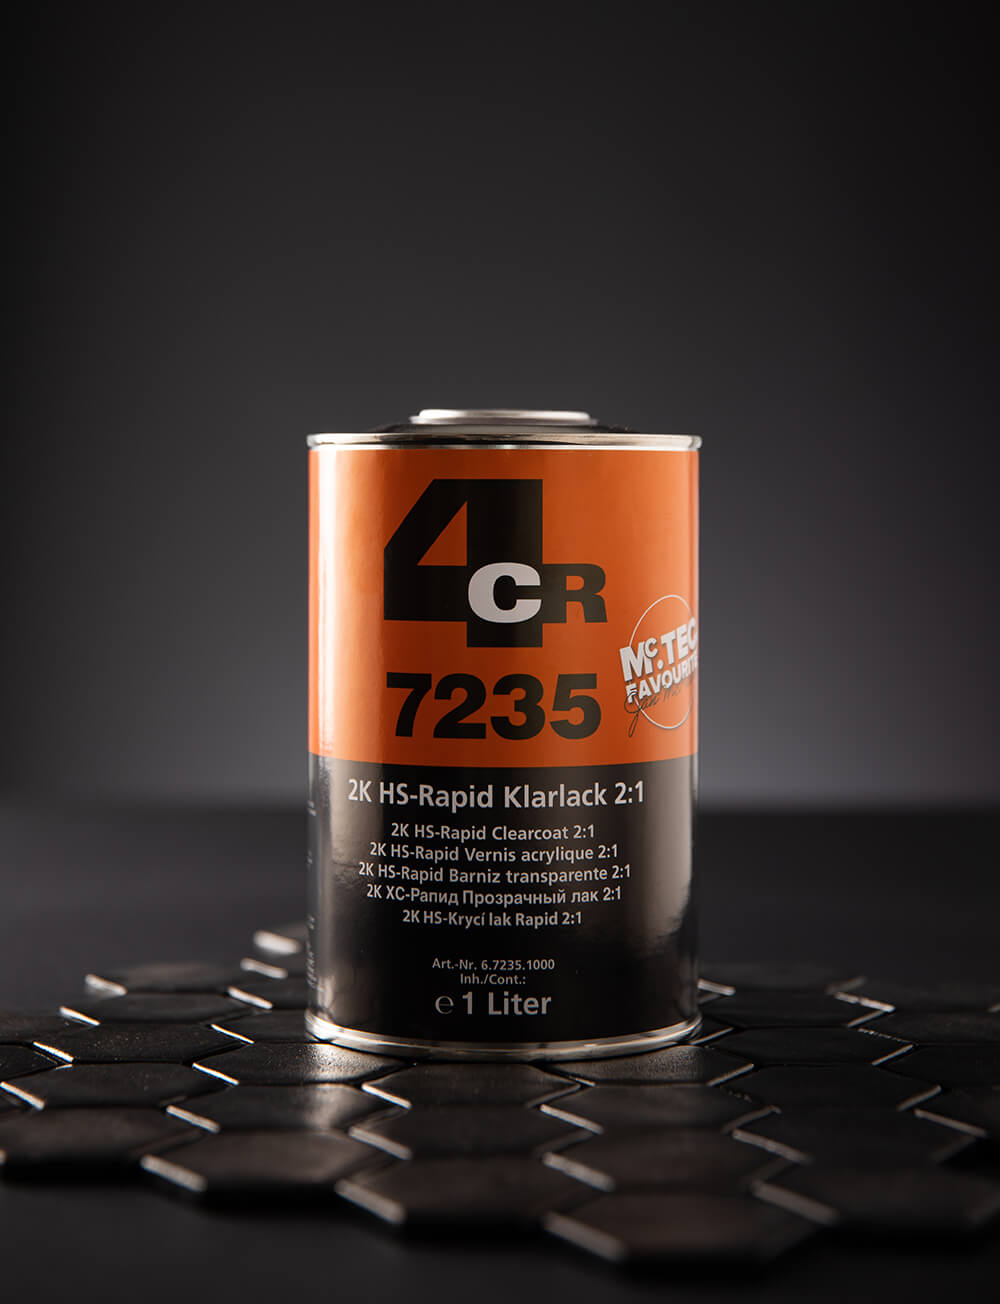 4CR
7235
Mc.TEC
FAVOURITE
2K HS-Rapid Klarlack 2:1
2K HS-Rapid Clearcoat 2:1
2K HS-Rapid Vernis acrylique 2:1
2K HS-Rapid Barniz transparente 2:1
2K ХС-Рапид Прозрачный лак 2:1
2K HS-Krycí lak Rapid 2:1
Art.-Nr. 6.7235.1000
Inh./Cont.:
℮ 1 Liter